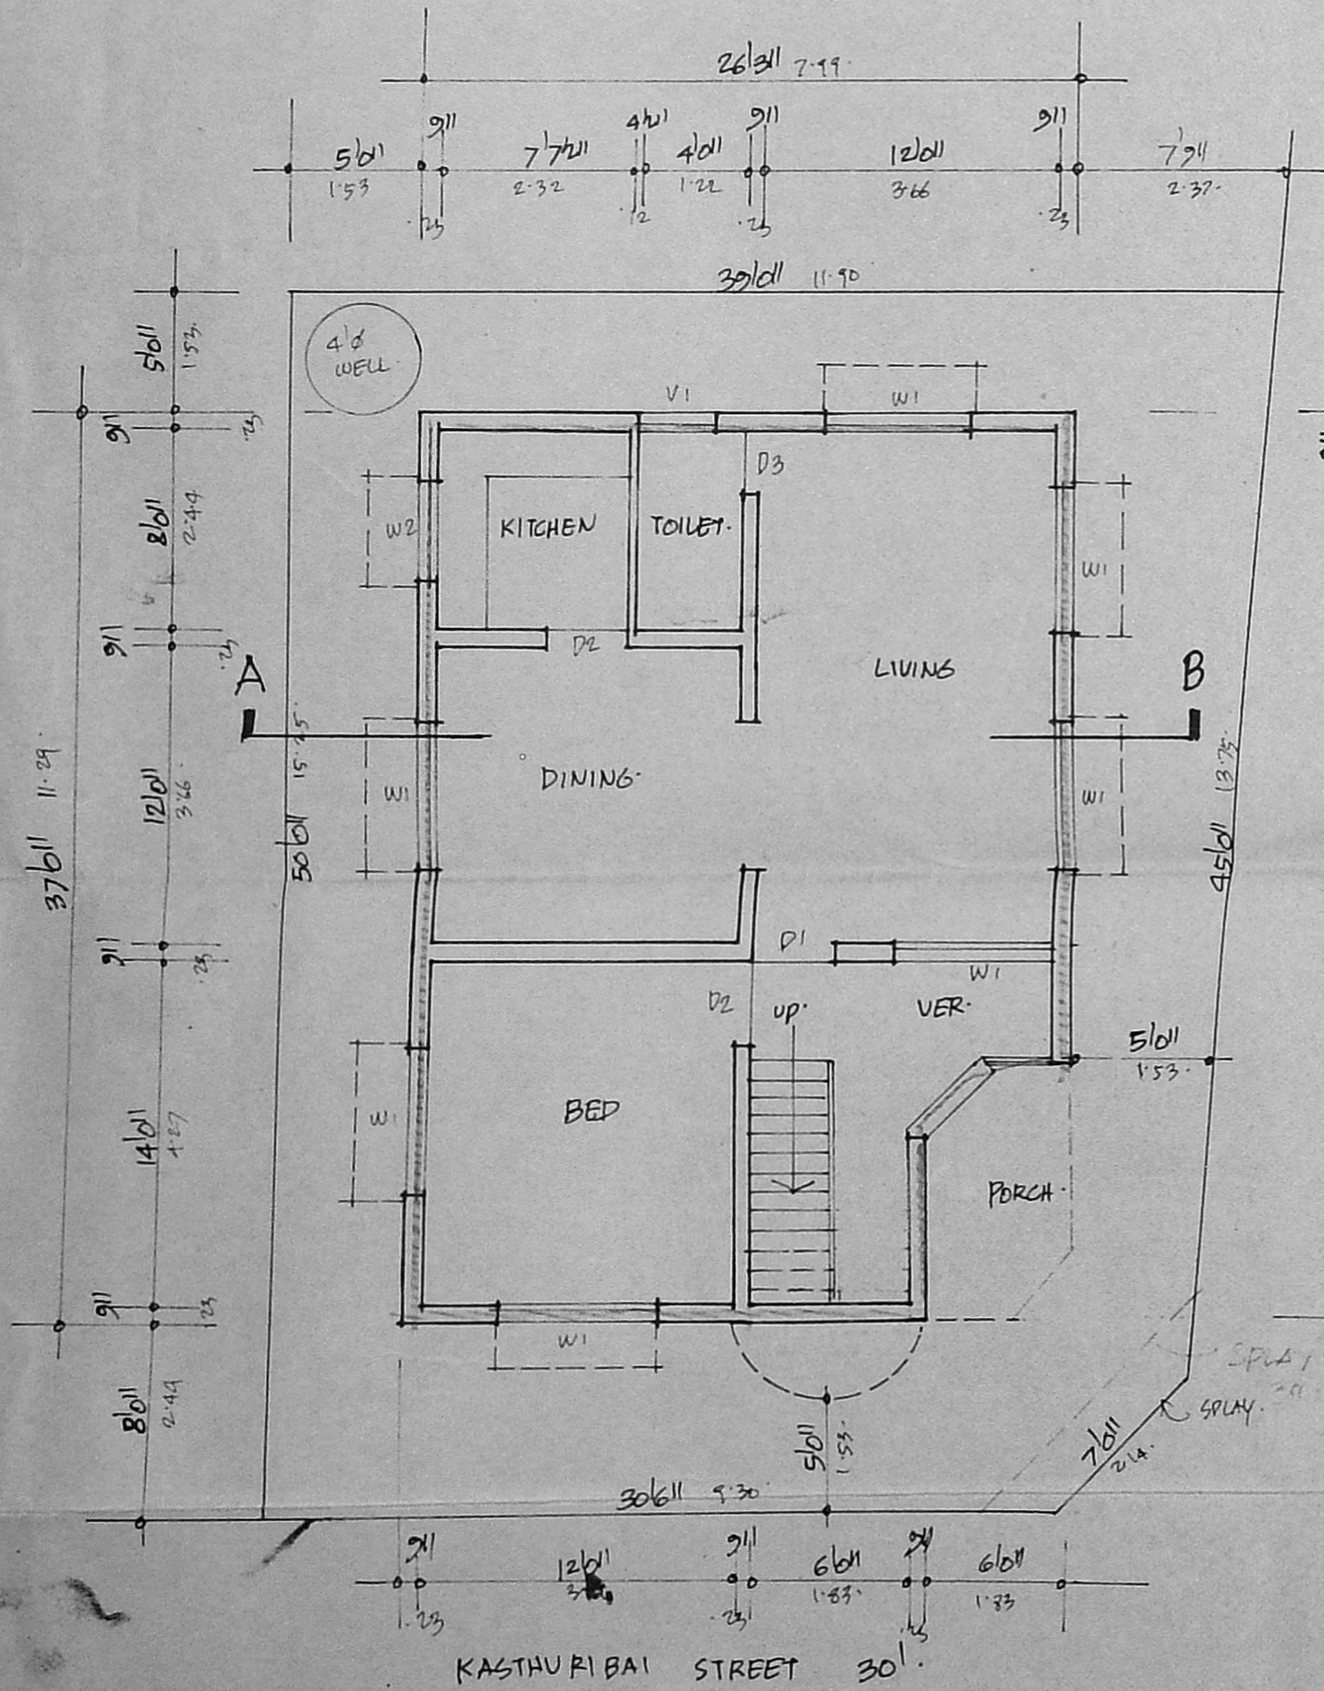 26'3" 7.99.
9" 4½" 9" 9"
5'0" 7'7½" 4'0" 12'0" 7'9"
1.53 2.32 1.22 3.66 2.37.
.23 .12 .23 .23
39'0" 11.90
4'ø
WELL.
5'0" 1.53.
9" .23
8'0" 2.44
9" .23
12'0" 3.66
9" .23
14'0" 4.27
9" .23
8'0" 2.44
37'6" 11.29.
50'0" 15.25
V1
W1
D3
W2
KITCHEN
TOILET.
W1
D2
A
LIVING
B
DINING.
W1
W1
45'0" 13.75.
D1
W1
D2
UP.
VER.
5'0"
1.53.
W1
BED
PORCH.
W1
SPLAY
SPLAY.
5'0" 1.53.
7'0"
2.14.
30'6" 9.30
9" 9" 9"
12'0" 6'0" 6'0"
1.83. 1.83
.23 .23 .23
KASTHURIBAI STREET 30'.